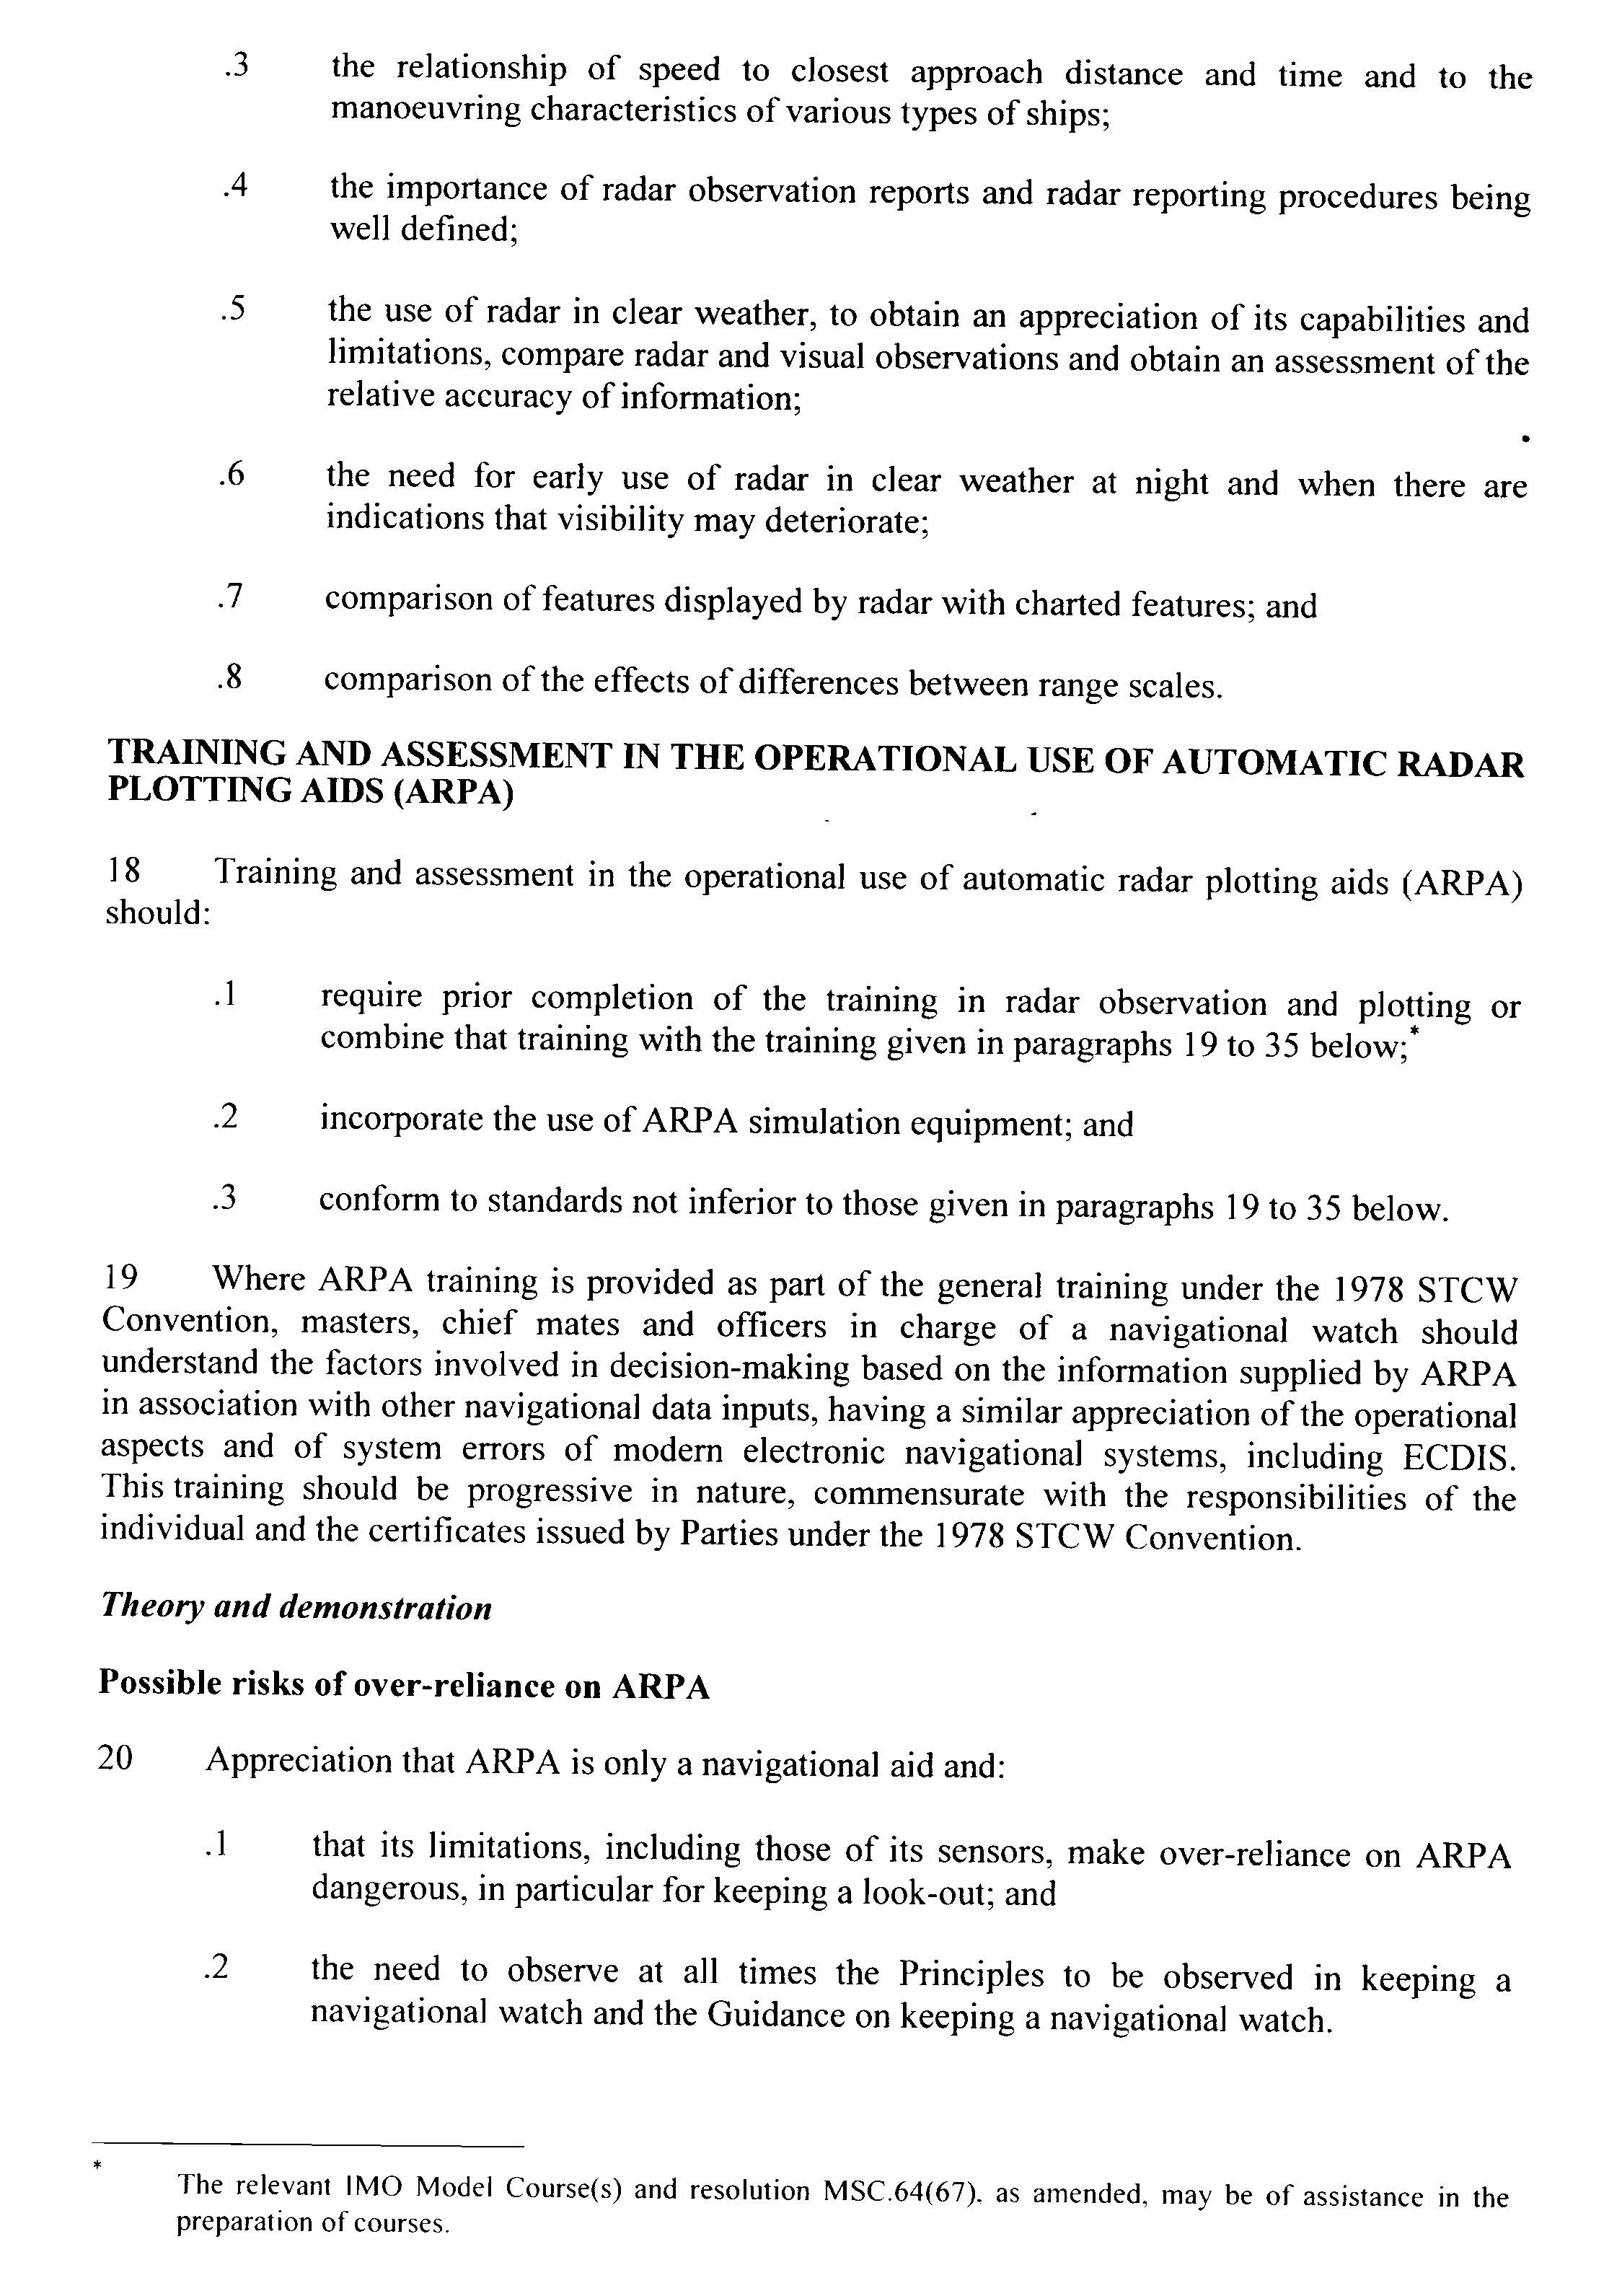 .3 the relationship of speed to closest approach distance and time and to the
manoeuvring characteristics of various types of ships;
.4 the importance of radar observation reports and radar reporting procedures being
well defined;
.5 the use of radar in clear weather, to obtain an appreciation of its capabilities and
limitations, compare radar and visual observations and obtain an assessment of the
relative accuracy of information;
.6 the need for early use of radar in clear weather at night and when there are
indications that visibility may deteriorate;
.7 comparison of features displayed by radar with charted features; and
.8 comparison of the effects of differences between range scales.
TRAINING AND ASSESSMENT IN THE OPERATIONAL USE OF AUTOMATIC RADAR
PLOTTING AIDS (ARPA)
18 Training and assessment in the operational use of automatic radar plotting aids (ARPA)
should:
.1 require prior completion of the training in radar observation and plotting or
combine that training with the training given in paragraphs 19 to 35 below;*
.2 incorporate the use of ARPA simulation equipment; and
.3 conform to standards not inferior to those given in paragraphs 19 to 35 below.
19 Where ARPA training is provided as part of the general training under the 1978 STCW
Convention, masters, chief mates and officers in charge of a navigational watch should
understand the factors involved in decision-making based on the information supplied by ARPA
in association with other navigational data inputs, having a similar appreciation of the operational
aspects and of system errors of modern electronic navigational systems, including ECDIS.
This training should be progressive in nature, commensurate with the responsibilities of the
individual and the certificates issued by Parties under the 1978 STCW Convention.
Theory and demonstration
Possible risks of over-reliance on ARPA
20 Appreciation that ARPA is only a navigational aid and:
.1 that its limitations, including those of its sensors, make over-reliance on ARPA
dangerous, in particular for keeping a look-out; and
.2 the need to observe at all times the Principles to be observed in keeping a
navigational watch and the Guidance on keeping a navigational watch.
* The relevant IMO Model Course(s) and resolution MSC.64(67), as amended, may be of assistance in the
preparation of courses.